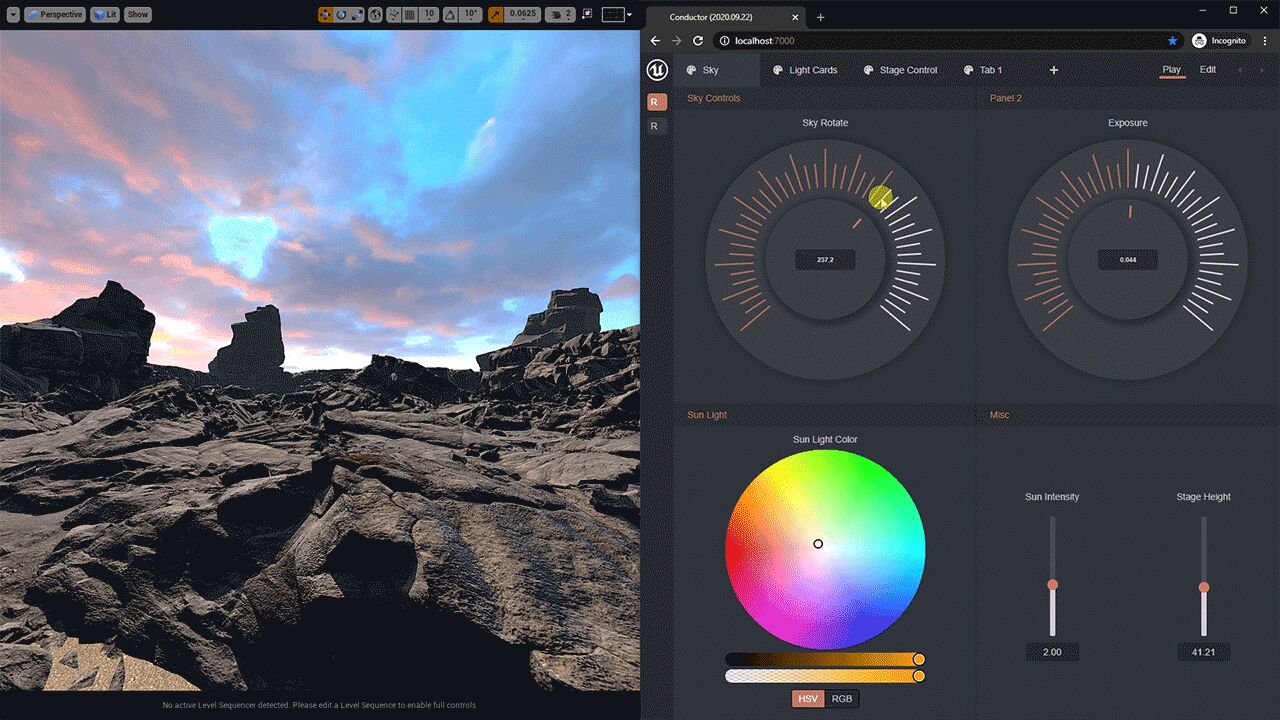 Perspective
Lit
Show
10
10°
0.0625
2
No active Level Sequencer detected. Please edit a Level Sequence to enable full controls
Conductor (2020.09.22)
localhost:7000
Incognito
Sky
Light Cards
Stage Control
Tab 1
Play
Edit
R
R
Sky Controls
Sky Rotate
237.2
Panel 2
Exposure
0.044
Sun Light
Sun Light Color
HSV
RGB
Misc
Sun Intensity
2.00
Stage Height
41.21